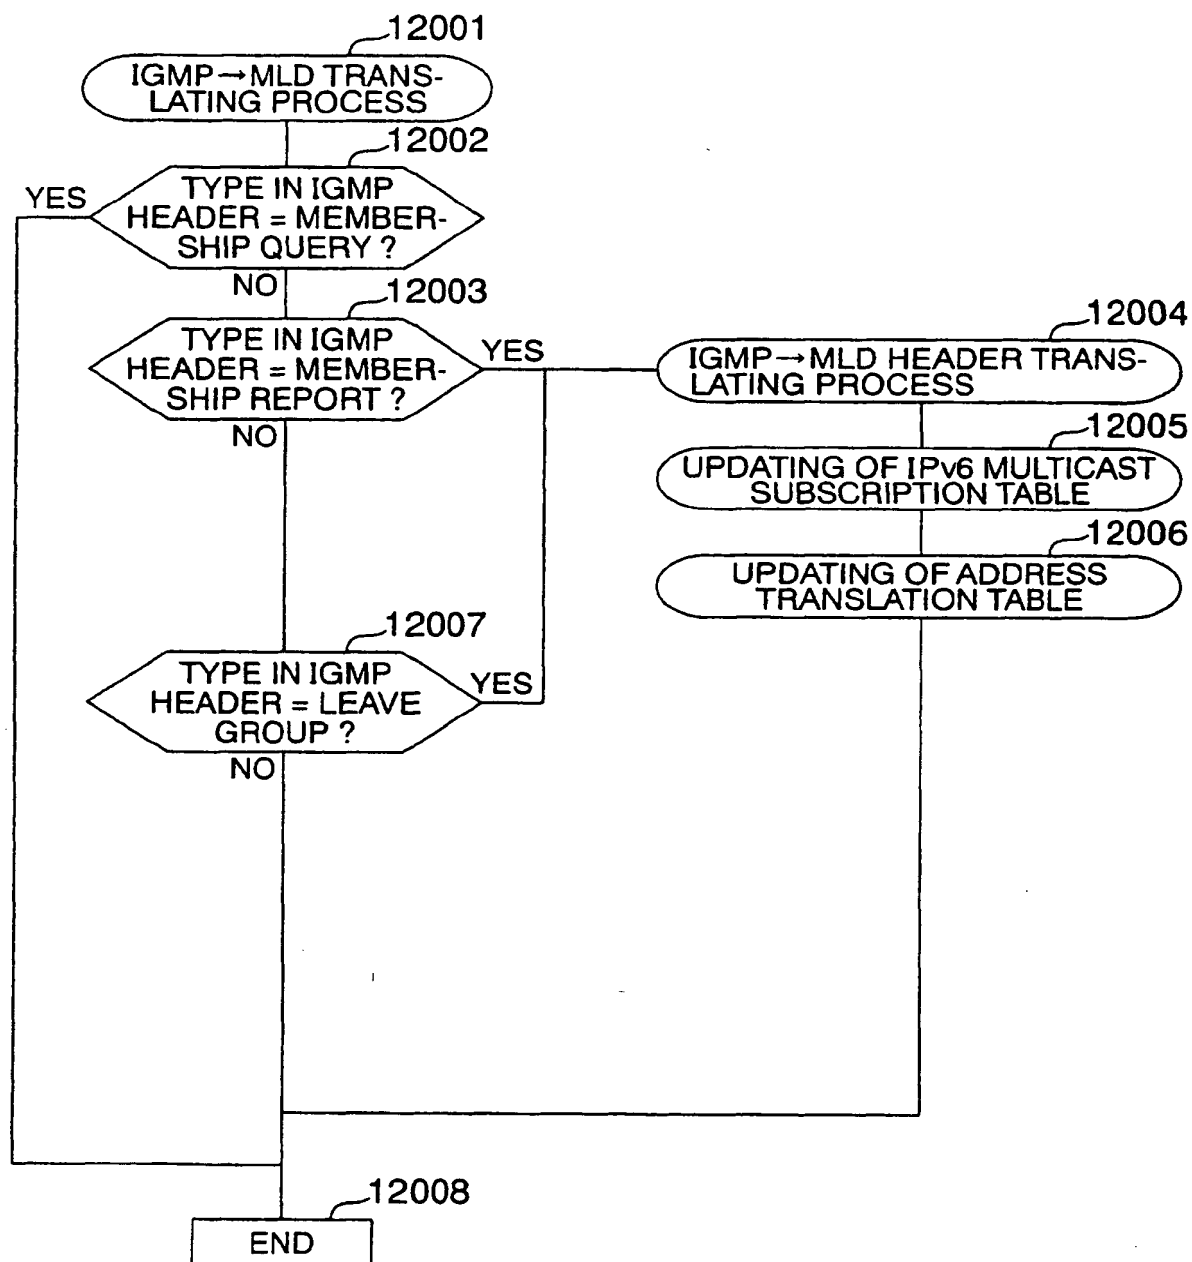 12001
IGMP→MLD TRANS-
LATING PROCESS
12002
YES
TYPE IN IGMP
HEADER = MEMBER-
SHIP QUERY ?
NO
12003
TYPE IN IGMP
HEADER = MEMBER-
SHIP REPORT ?
YES
NO
12004
IGMP→MLD HEADER TRANS-
LATING PROCESS
12005
UPDATING OF IPv6 MULTICAST
SUBSCRIPTION TABLE
12006
UPDATING OF ADDRESS
TRANSLATION TABLE
12007
TYPE IN IGMP
HEADER = LEAVE
GROUP ?
YES
NO
12008
END